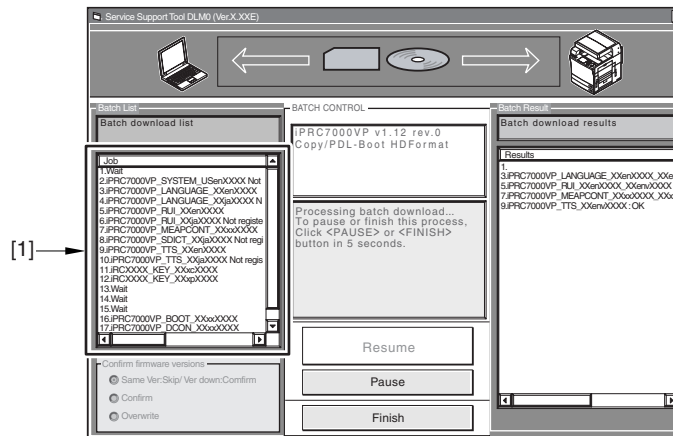 Service Support Tool DLM0 (Ver.X.XXE)
Batch List
Batch download list
Job
1.Wait
2.iPRC7000VP_SYSTEM_USenXXXX Not
3.iPRC7000VP_LANGUAGE_XXenXXXX
4.iPRC7000VP_LANGUAGE_XXjaXXXX N
5.iPRC7000VP_RUI_XXenXXXX
6.iPRC7000VP_RUI_XXjaXXXX Not registe
7.iPRC7000VP_MEAPCONT_XXxxXXXX
8.iPRC7000VP_SDICT_XXjaXXXX Not regi
9.iPRC7000VP_TTS_XXenXXXX
10.iPRC7000VP_TTS_XXjaXXXX Not regis
11.iRCXXXX_KEY_XXxcXXXX
12.iRCXXXX_KEY_XXxpXXXX
13.Wait
14.Wait
15.Wait
16.iPRC7000VP_BOOT_XXxxXXXX
17.iPRC7000VP_DCON_XXxxXXXX
[1]
Confirm firmware versions
Same Ver:Skip/ Ver down:Comfirm
Confirm
Overwrite
BATCH CONTROL
iPRC7000VP v1.12 rev.0
Copy/PDL-Boot HDFormat
Processing batch download...
To pause or finish this process,
Click <PAUSE> or <FINISH>
button in 5 seconds.
Resume
Pause
Finish
Batch Result
Batch download results
Results
1.
3.iPRC7000VP_LANGUAGE_XXenXXXX_XXe
5.iPRC7000VP_RUI_XXenXXXX_XXenvXXXX
7.iPRC7000VP_MEAPCONT_XXxxXXXX_XXx
9.iPRC7000VP_TTS_XXenvXXXX : OK